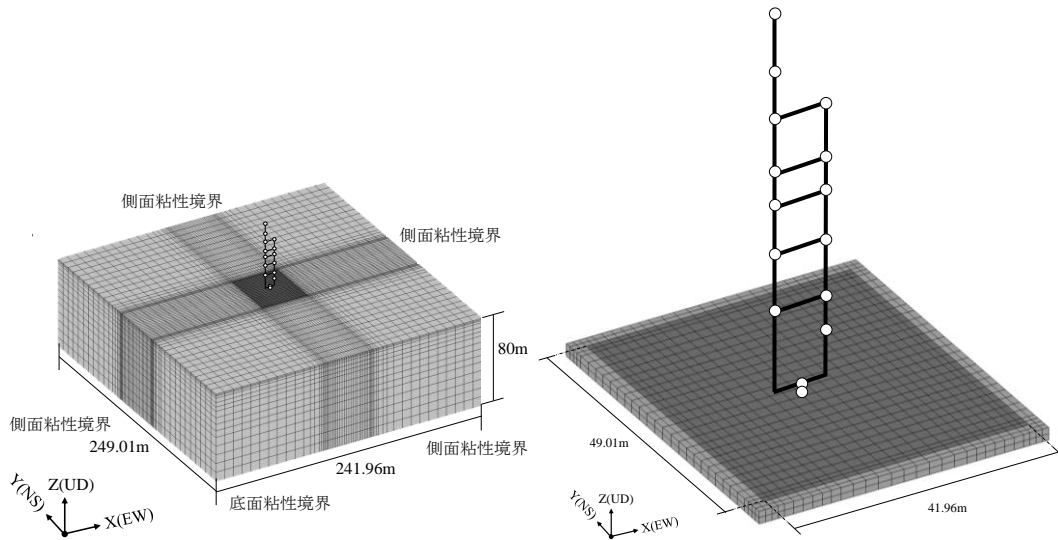 側面粘性境界
側面粘性境界
80m
側面粘性境界
249.01m
側面粘性境界
241.96m
底面粘性境界
Y(NS)
Z(UD)
X(EW)
49.01m
41.96m
Y(NS)
Z(UD)
X(EW)